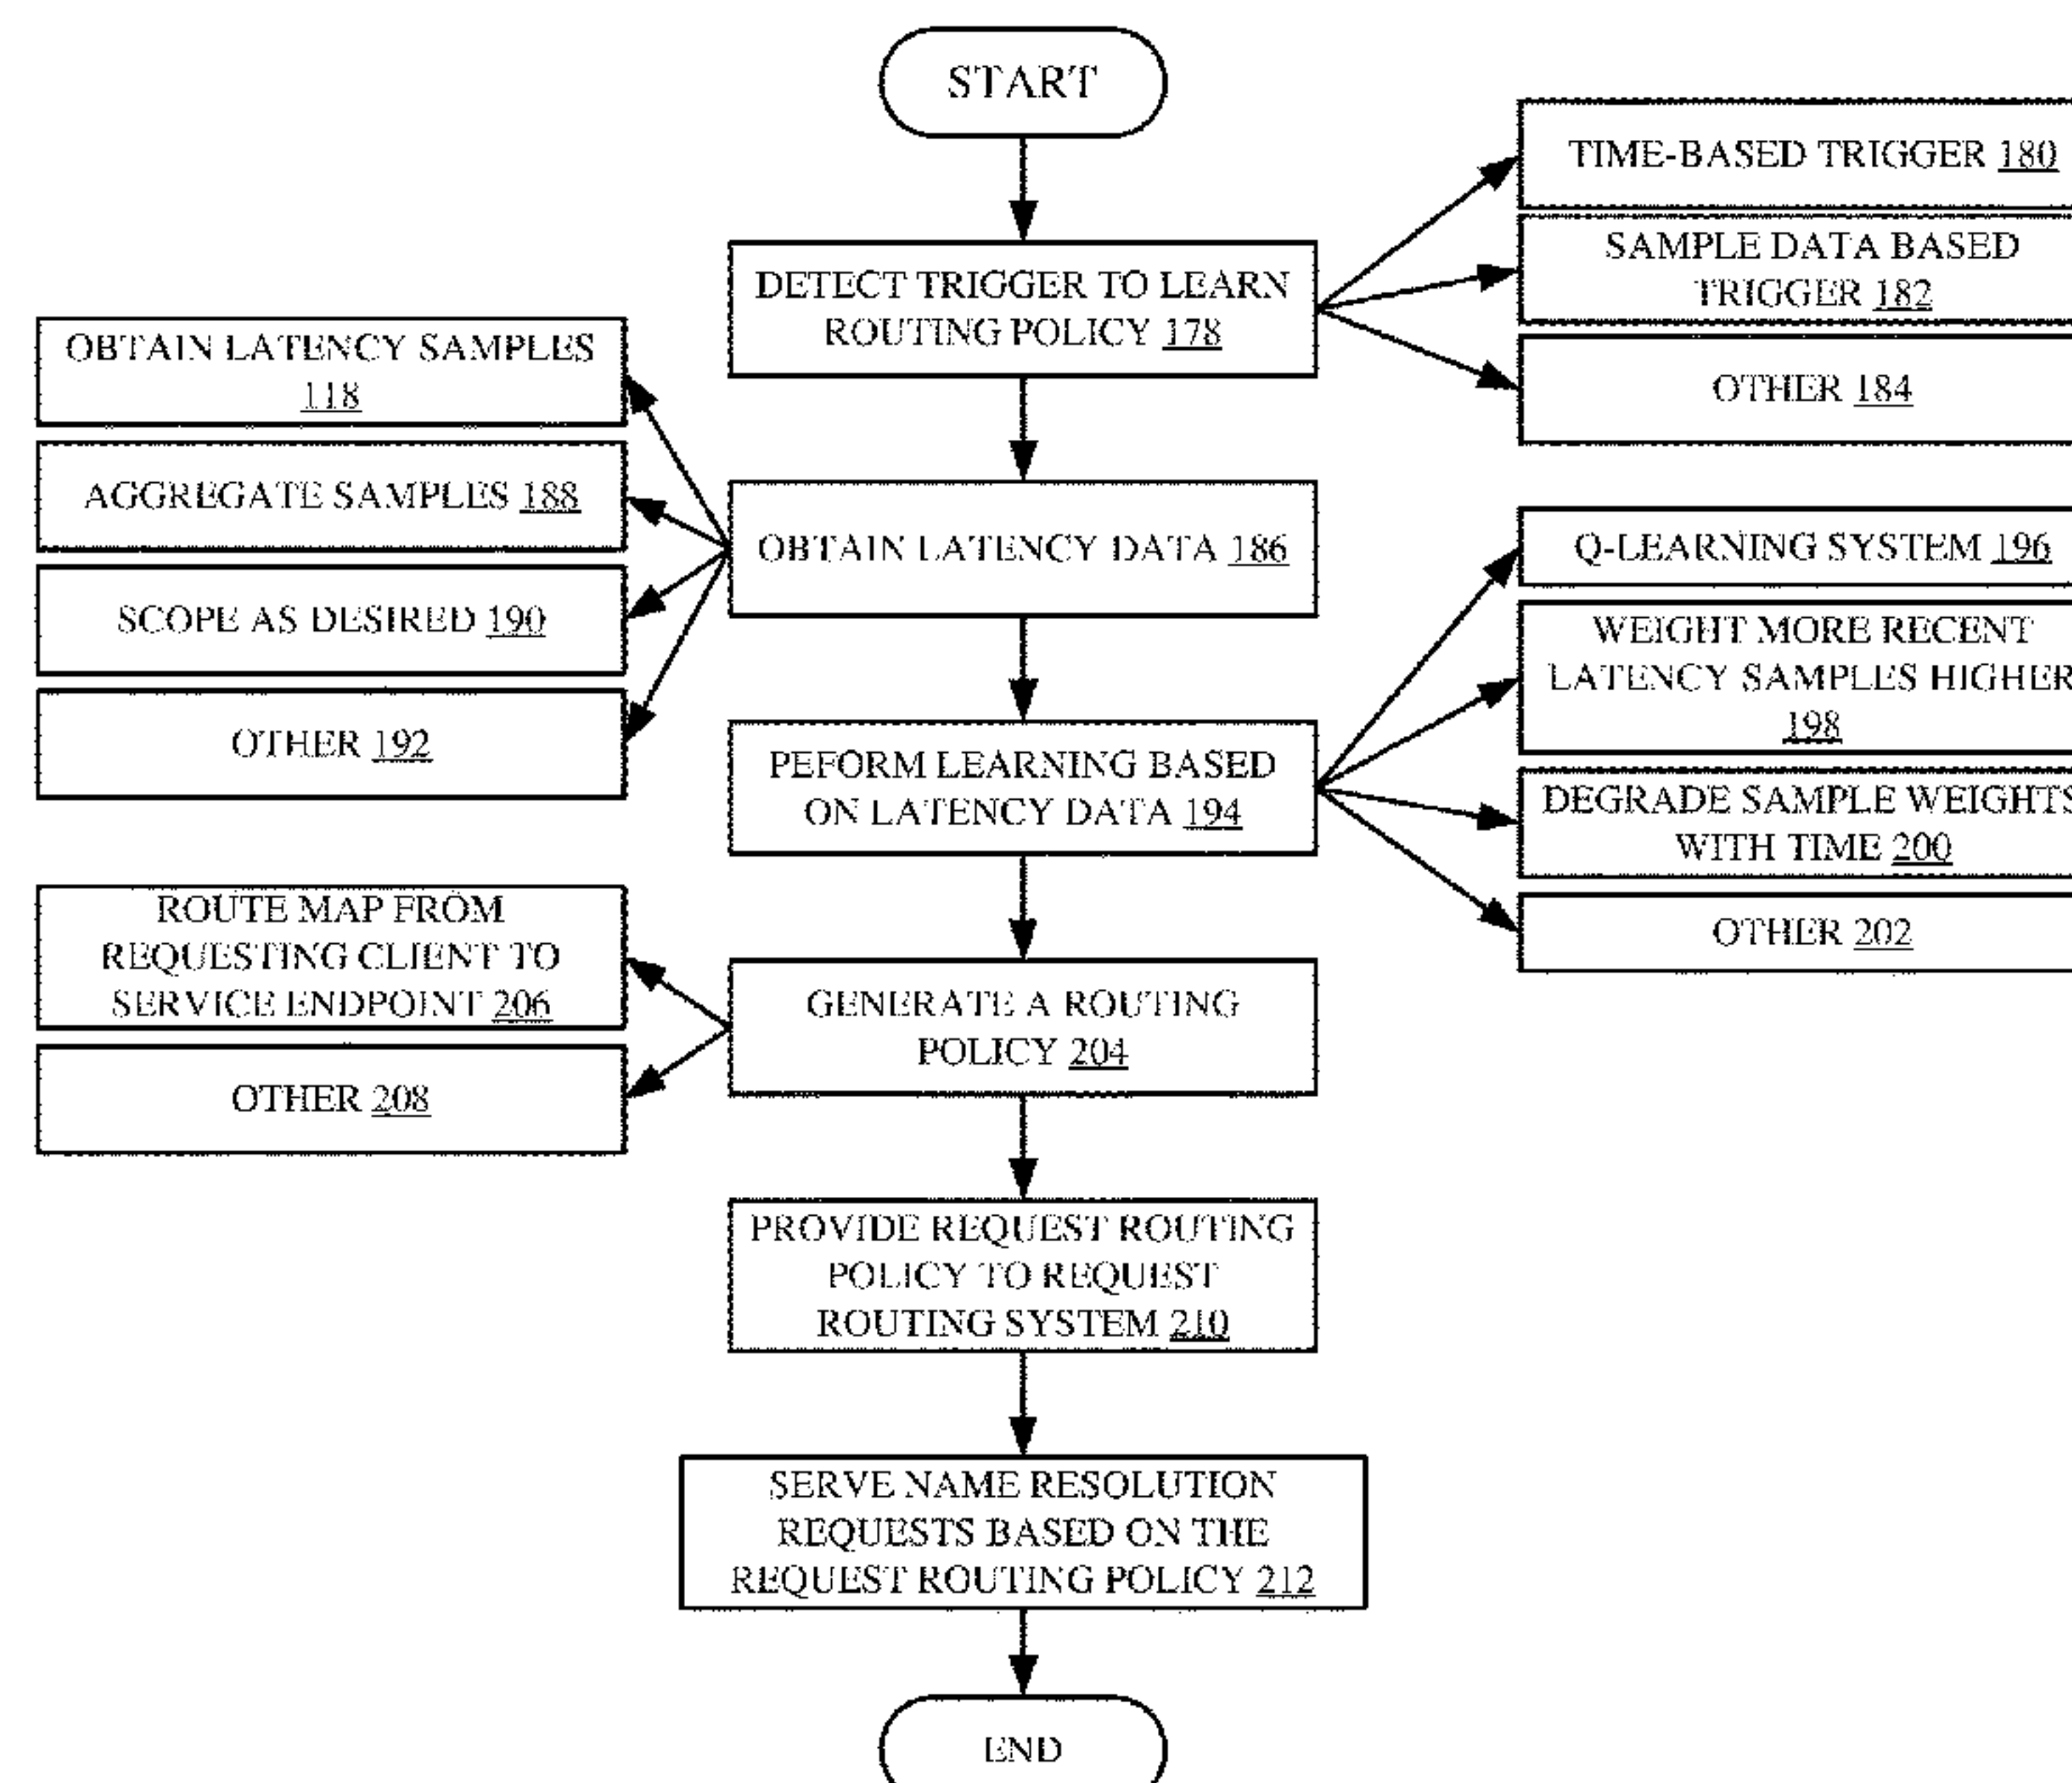 START
TIME-BASED TRIGGER 180
SAMPLE DATA BASED
TRIGGER 182
OTHER 184
DETECT TRIGGER TO LEARN
ROUTING POLICY 178
OBTAIN LATENCY SAMPLES
118
AGGREGATE SAMPLES 188
SCOPE AS DESIRED 190
OTHER 192
OBTAIN LATENCY DATA 186
Q-LEARNING SYSTEM 196
WEIGHT MORE RECENT
LATENCY SAMPLES HIGHER
198
DEGRADE SAMPLE WEIGHTS
WITH TIME 200
OTHER 202
PEFORM LEARNING BASED
ON LATENCY DATA 194
ROUTE MAP FROM
REQUESTING CLIENT TO
SERVICE ENDPOINT 206
OTHER 208
GENERATE A ROUTING
POLICY 204
PROVIDE REQUEST ROUTING
POLICY TO REQUEST
ROUTING SYSTEM 210
SERVE NAME RESOLUTION
REQUESTS BASED ON THE
REQUEST ROUTING POLICY 212
END